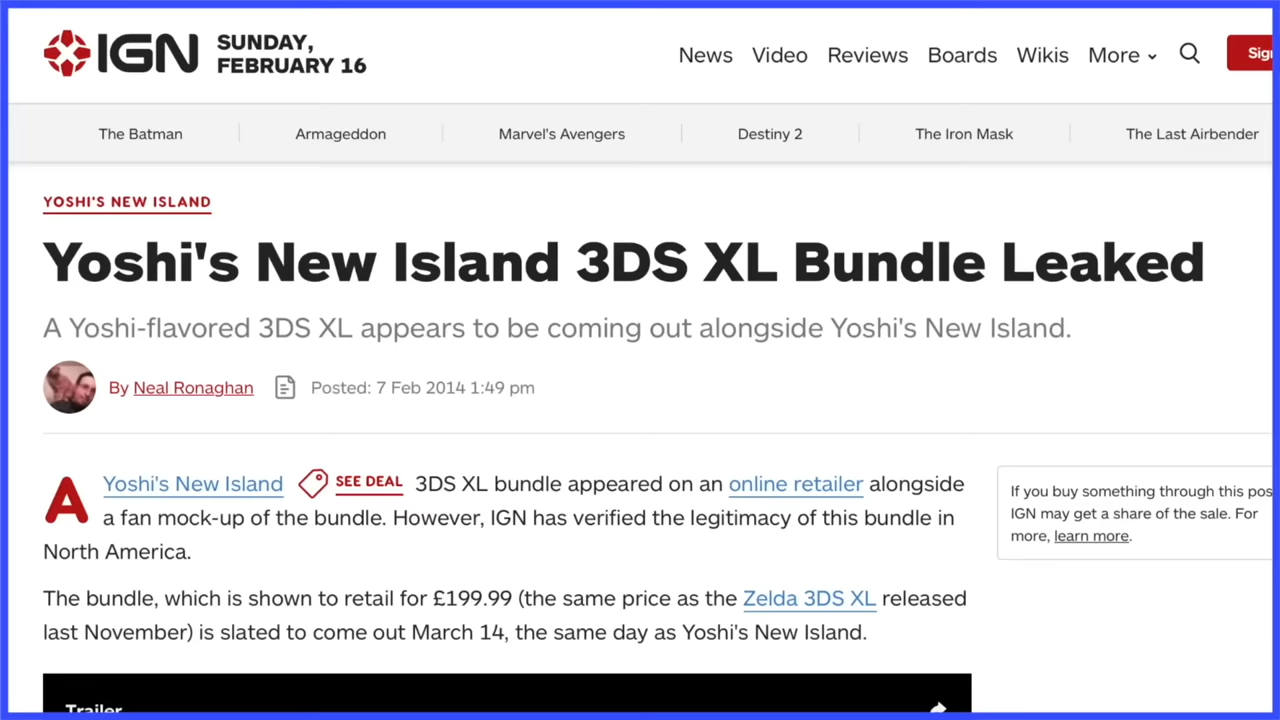 IGN SUNDAY,
FEBRUARY 16
News Video Reviews Boards Wikis More
The Batman Armageddon Marvel's Avengers Destiny 2 The Iron Mask The Last Airbender
YOSHI'S NEW ISLAND
Yoshi's New Island 3DS XL Bundle Leaked
A Yoshi-flavored 3DS XL appears to be coming out alongside Yoshi's New Island.
By Neal Ronaghan Posted: 7 Feb 2014 1:49 pm
A Yoshi's New Island SEE DEAL 3DS XL bundle appeared on an online retailer alongside
a fan mock-up of the bundle. However, IGN has verified the legitimacy of this bundle in
North America.
The bundle, which is shown to retail for £199.99 (the same price as the Zelda 3DS XL released
last November) is slated to come out March 14, the same day as Yoshi's New Island.
If you buy something through this pos
IGN may get a share of the sale. For
more, learn more.
Trailer